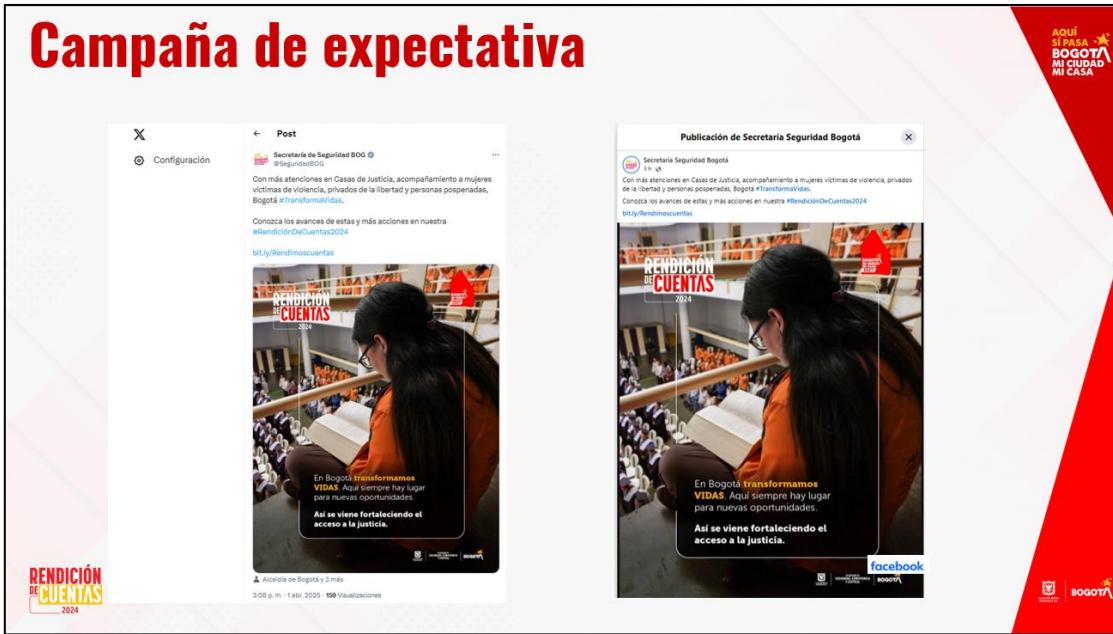 Campaña de expectativa
AQUÍ
SÍ PASA
BOGOTÁ
MI CIUDAD
MI CASA
X
Configuración
← Post
Secretaría de Seguridad BOG
@SeguridadBOG
Con más atenciones en Casas de Justicia, acompañamiento a mujeres
víctimas de violencia, privados de la libertad y personas pospenadas,
Bogotá #TransformaVidas.
Conozca los avances de estas y más acciones en nuestra
#RendiciónDeCuentas2024
bit.ly/Rendimoscuentas
RENDICIÓN
DE CUENTAS
2024
En Bogotá transformamos
VIDAS. Aquí siempre hay lugar
para nuevas oportunidades.
Así se viene fortaleciendo el
acceso a la justicia.
BOGOTÁ
Alcaldía de Bogotá y 3 más
3:08 p. m. · 1 abr. 2025 · 159 Visualizaciones
Publicación de Secretaría Seguridad Bogotá
Secretaría Seguridad Bogotá
3 h
Con más atenciones en Casas de Justicia, acompañamiento a mujeres víctimas de violencia, privados
de la libertad y personas pospenadas, Bogotá #TransformaVidas.
Conozca los avances de estas y más acciones en nuestra #RendiciónDeCuentas2024
bit.ly/Rendimoscuentas
RENDICIÓN
DE CUENTAS
2024
En Bogotá transformamos
VIDAS. Aquí siempre hay lugar
para nuevas oportunidades.
Así se viene fortaleciendo el
acceso a la justicia.
facebook
BOGOTÁ
RENDICIÓN
DE CUENTAS
2024
BOGOTÁ